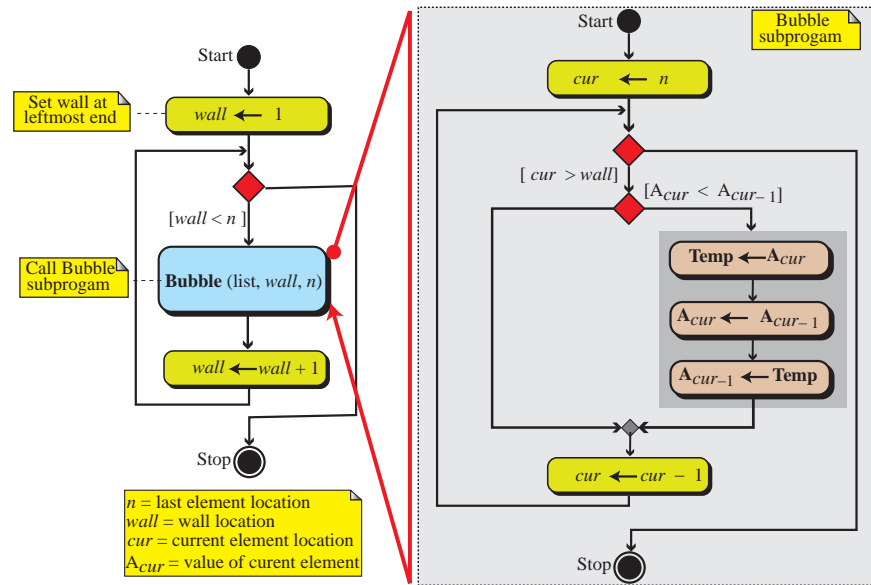 Start
Set wall at
leftmost end
wall ← 1
[wall < n ]
Call Bubble
subprogam
Bubble (list, wall, n)
wall ← wall + 1
Stop
n = last element location
wall = wall location
cur = current element location
Acur = value of curent element
Start
Bubble
subprogam
cur ← n
[ cur > wall]
[Acur < Acur– 1]
Temp ← Acur
Acur ← Acur– 1
Acur–1 ← Temp
cur ← cur – 1
Stop